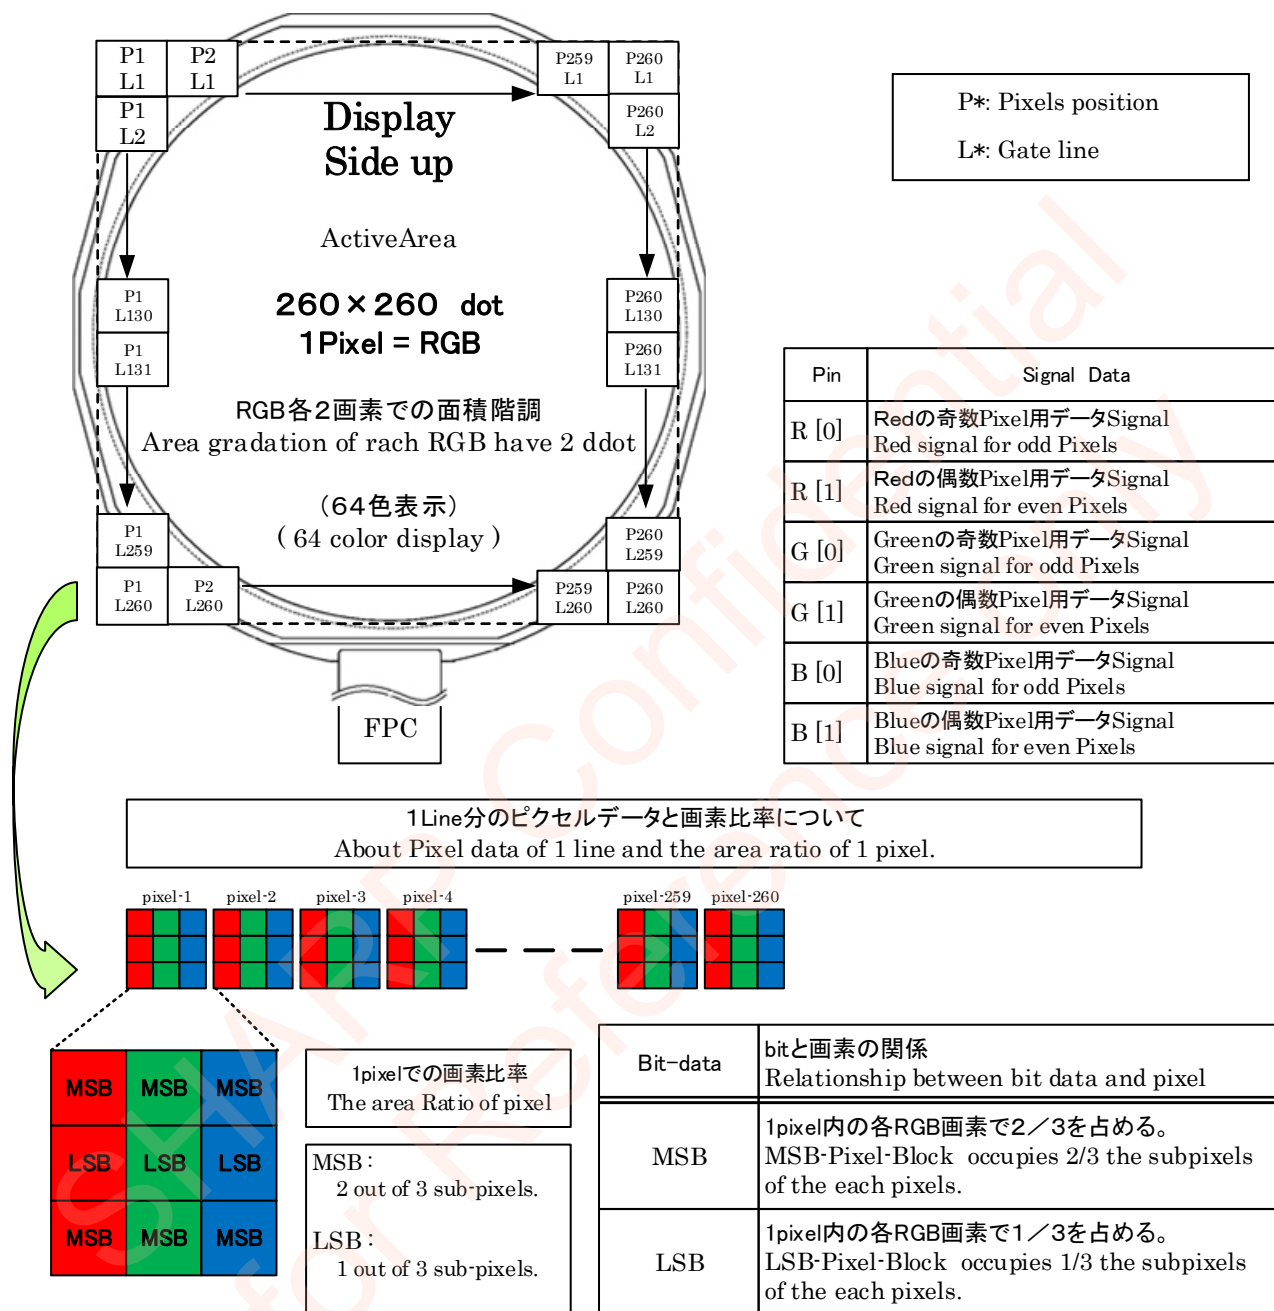 P1
L1
P2
L1
P1
L2
P259
L1
P260
L1
P260
L2
Display
Side up
ActiveArea
P1
L130
P1
L131
260×260 dot
1Pixel = RGB
P260
L130
P260
L131
RGB各2画素での面積階調
Area gradation of rach RGB have 2 ddot
(64色表示)
( 64 color display )
P1
L259
P1
L260
P2
L260
P260
L259
P259
L260
P260
L260
FPC
P*: Pixels position
L*: Gate line
Pin Signal Data
R [0] Redの奇数Pixel用データSignal
Red signal for odd Pixels
R [1] Redの偶数Pixel用データSignal
Red signal for even Pixels
G [0] Greenの奇数Pixel用データSignal
Green signal for odd Pixels
G [1] Greenの偶数Pixel用データSignal
Green signal for even Pixels
B [0] Blueの奇数Pixel用データSignal
Blue signal for odd Pixels
B [1] Blueの偶数Pixel用データSignal
Blue signal for even Pixels
1Line分のピクセルデータと画素比率について
About Pixel data of 1 line and the area ratio of 1 pixel.
pixel-1 pixel-2 pixel-3 pixel-4 pixel-259 pixel-260
MSB MSB MSB
LSB LSB LSB
MSB MSB MSB
1pixelでの画素比率
The area Ratio of pixel
MSB:
2 out of 3 sub-pixels.
LSB:
1 out of 3 sub-pixels.
Bit-data bitと画素の関係
Relationship between bit data and pixel
MSB 1pixel内の各RGB画素で2/3を占める。
MSB-Pixel-Block occupies 2/3 the subpixels
of the each pixels.
LSB 1pixel内の各RGB画素で1/3を占める。
LSB-Pixel-Block occupies 1/3 the subpixels
of the each pixels.
SHARP Confidential
for Reference Only